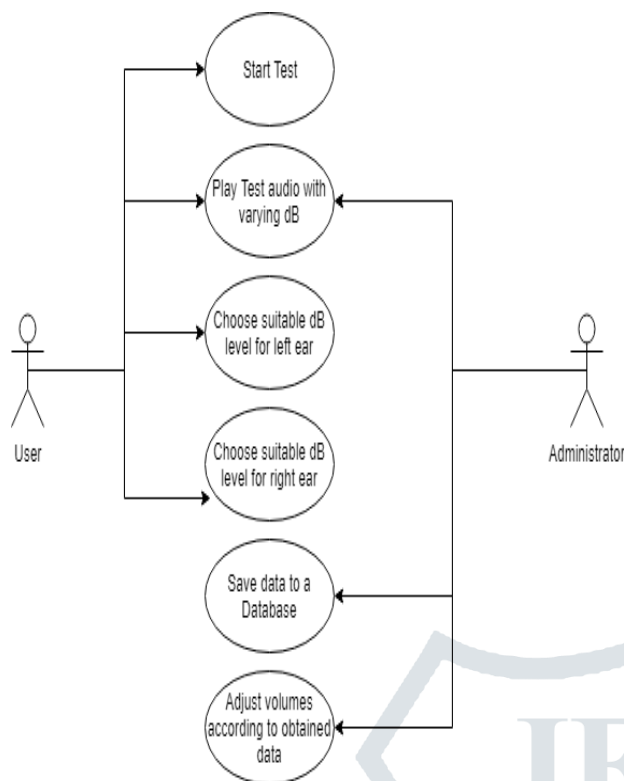 Start Test
Play Test audio with
varying dB
Choose suitable dB
level for left ear
User
Administrator
Choose suitable dB
level for right ear
Save data to a
Database
Adjust volumes
according to obtained
data